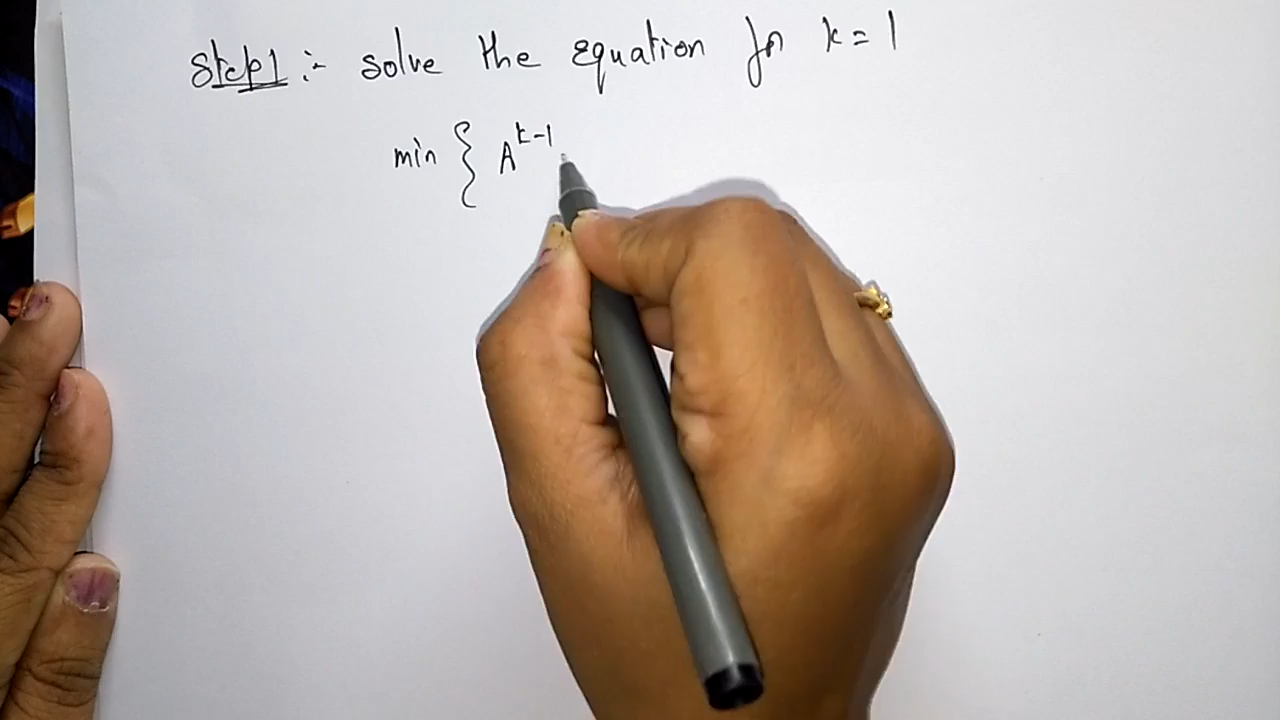 Step1 :- solve the equation for k = 1
min { A^{k-1}